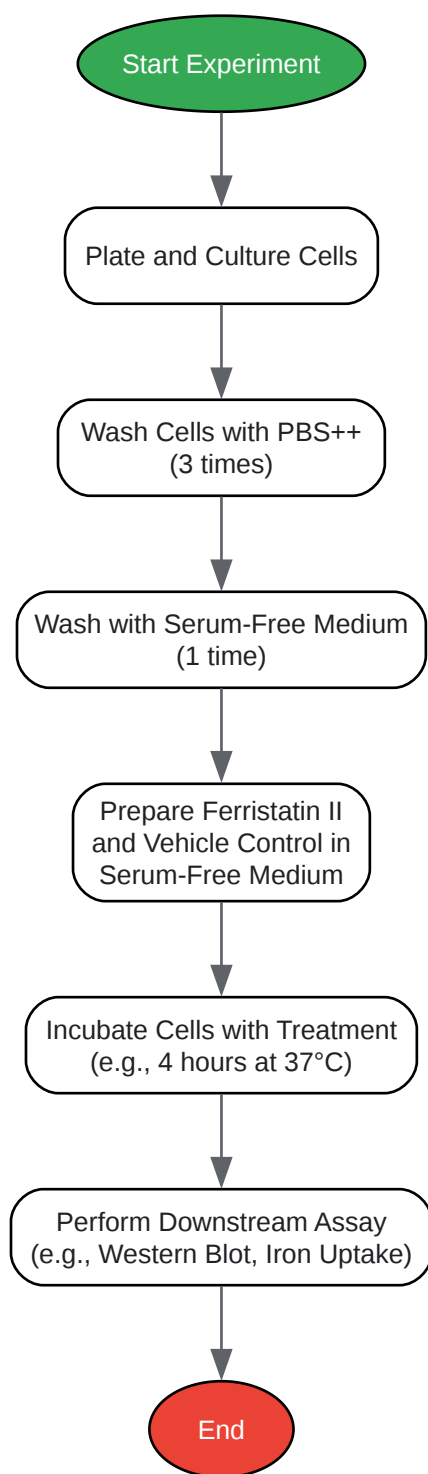 Start Experiment
Plate and Culture Cells
Wash Cells with PBS++
(3 times)
Wash with Serum-Free Medium
(1 time)
Prepare Ferristatin II
and Vehicle Control in
Serum-Free Medium
Incubate Cells with Treatment
(e.g., 4 hours at 37°C)
Perform Downstream Assay
(e.g., Western Blot, Iron Uptake)
End